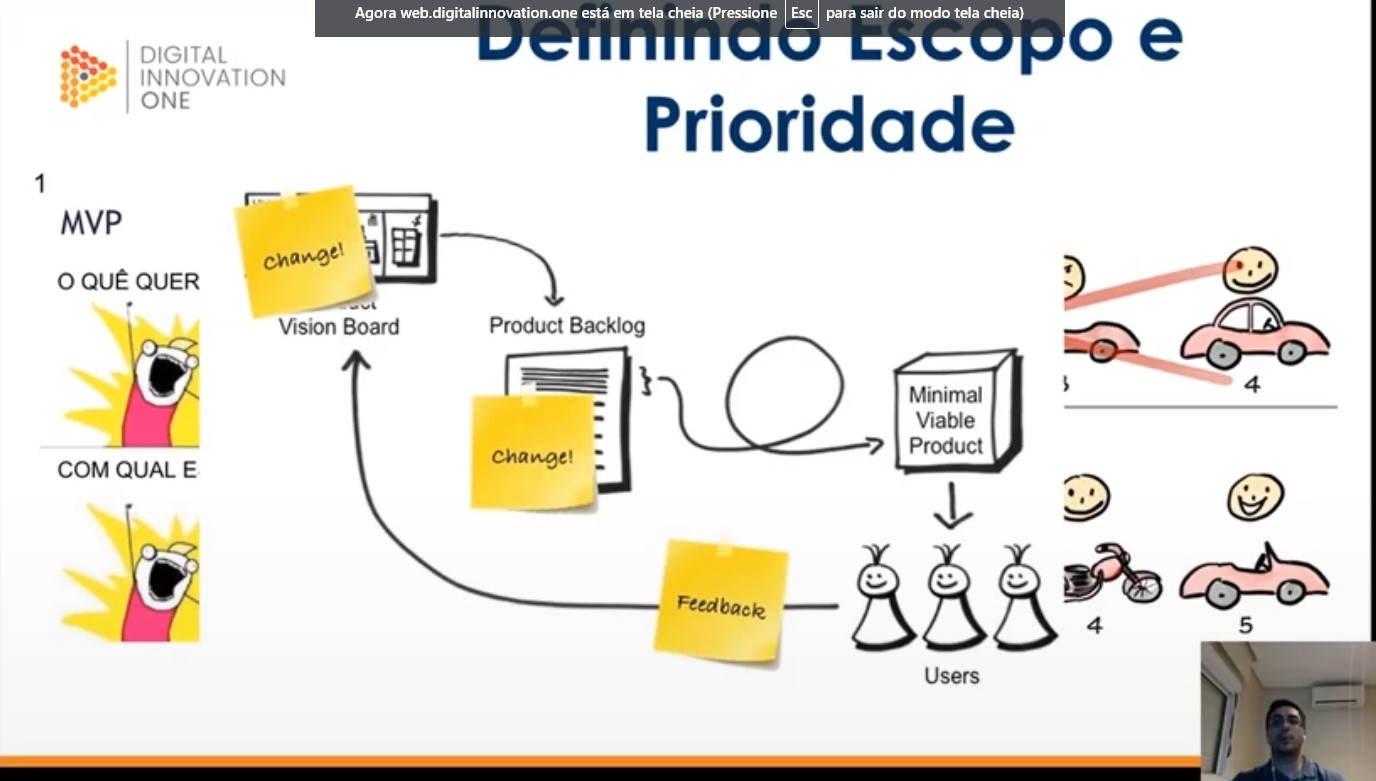 Agora web.digitalinnovation.one está em tela cheia (Pressione Esc para sair do modo tela cheia)
DIGITAL
INNOVATION
ONE
Definindo Escopo e
Prioridade
1
MVP
O QUÊ QUER
COM QUAL E
Change!
Vision Board
Product Backlog
Change!
Minimal
Viable
Product
Feedback
Users
4
4
5